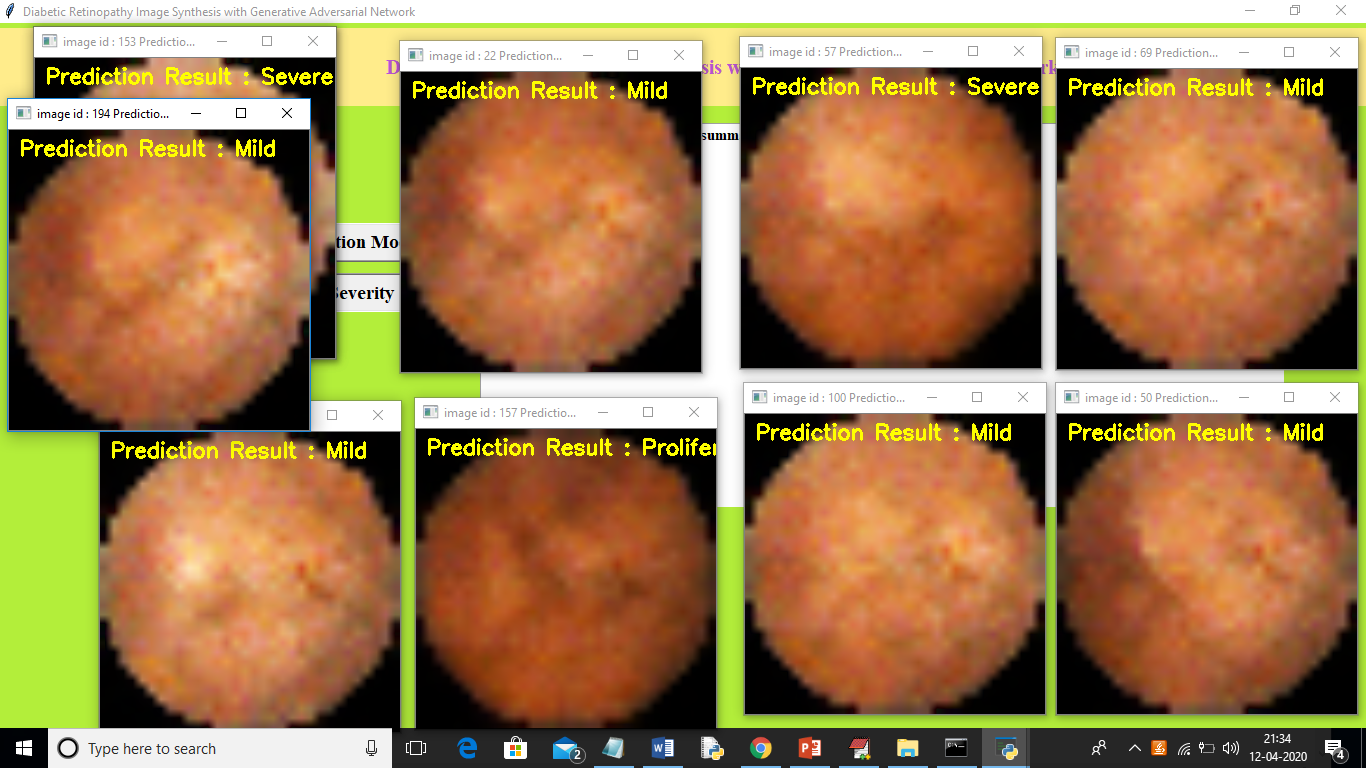 Diabetic Retinopathy Image Synthesis with Generative Adversarial Network
image id : 153 Predictio...
Prediction Result : Severe
image id : 22 Predictio...
Prediction Result : Mild
image id : 57 Prediction...
Prediction Result : Severe
image id : 69 Prediction...
Prediction Result : Mild
image id : 194 Predictio...
Prediction Result : Mild
Severity
Prediction Result : Mild
image id : 157 Predictio...
Prediction Result : Prolifer
image id : 100 Predictio...
Prediction Result : Mild
image id : 50 Prediction...
Prediction Result : Mild
Type here to search
2
21:34
12-04-2020
4